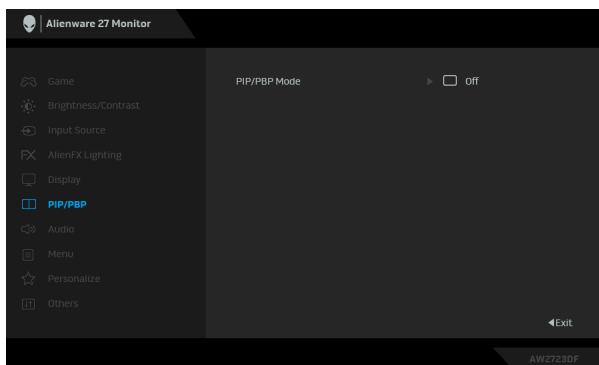 Alienware 27 Monitor
Game
PIP/PBP Mode
Off
Brightness/Contrast
Input Source
AlienFX Lighting
Display
PIP/PBP
Audio
Menu
Personalize
Others
Exit
AW2723DF